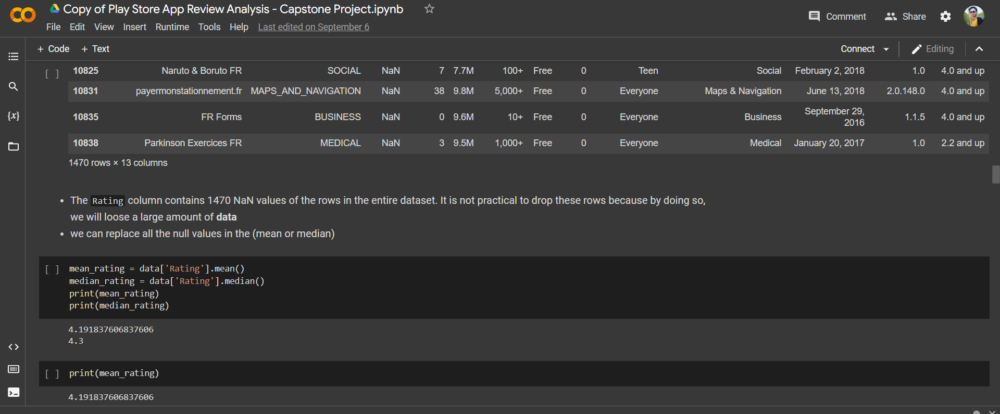 Copy of Play Store App Review Analysis - Capstone Project.ipynb
File Edit View Insert Runtime Tools Help Last edited on September 6
Comment Share
+ Code + Text
Connect Editing
[ ] 10825 Naruto & Boruto FR SOCIAL NaN 7 7.7M 100+ Free 0 Teen Social February 2, 2018 1.0 4.0 and up
10831 payermonstationnement.fr MAPS_AND_NAVIGATION NaN 38 9.8M 5,000+ Free 0 Everyone Maps & Navigation June 13, 2018 2.0.148.0 4.0 and up
10835 FR Forms BUSINESS NaN 0 9.6M 10+ Free 0 Everyone Business September 29, 2016 1.1.5 4.0 and up
10838 Parkinson Exercices FR MEDICAL NaN 3 9.5M 1,000+ Free 0 Everyone Medical January 20, 2017 1.0 2.2 and up
1470 rows × 13 columns
• The Rating column contains 1470 NaN values of the rows in the entire dataset. It is not practical to drop these rows because by doing so,
we will loose a large amount of data
• we can replace all the null values in the (mean or median)
[ ] mean_rating = data['Rating'].mean()
median_rating = data['Rating'].median()
print(mean_rating)
print(median_rating)
4.191837606837606
4.3
[ ] print(mean_rating)
4.191837606837606